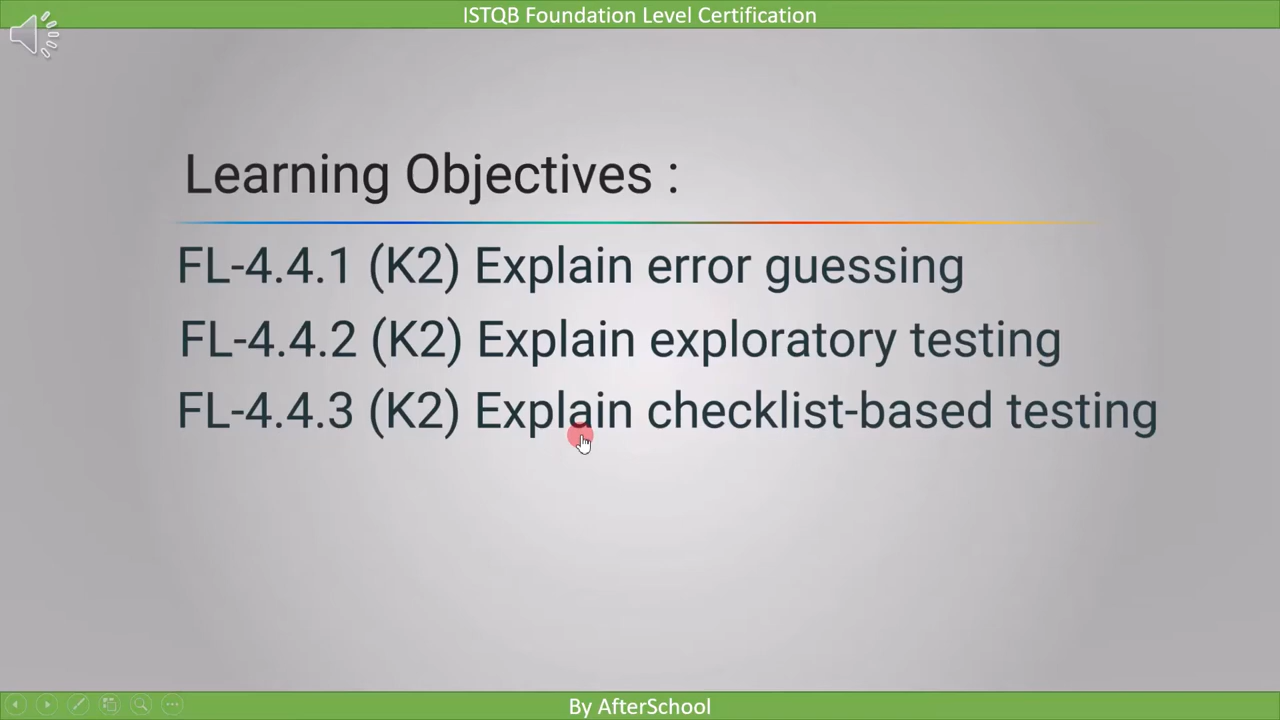 ISTQB Foundation Level Certification
Learning Objectives :
FL-4.4.1 (K2) Explain error guessing
FL-4.4.2 (K2) Explain exploratory testing
FL-4.4.3 (K2) Explain checklist-based testing
By AfterSchool